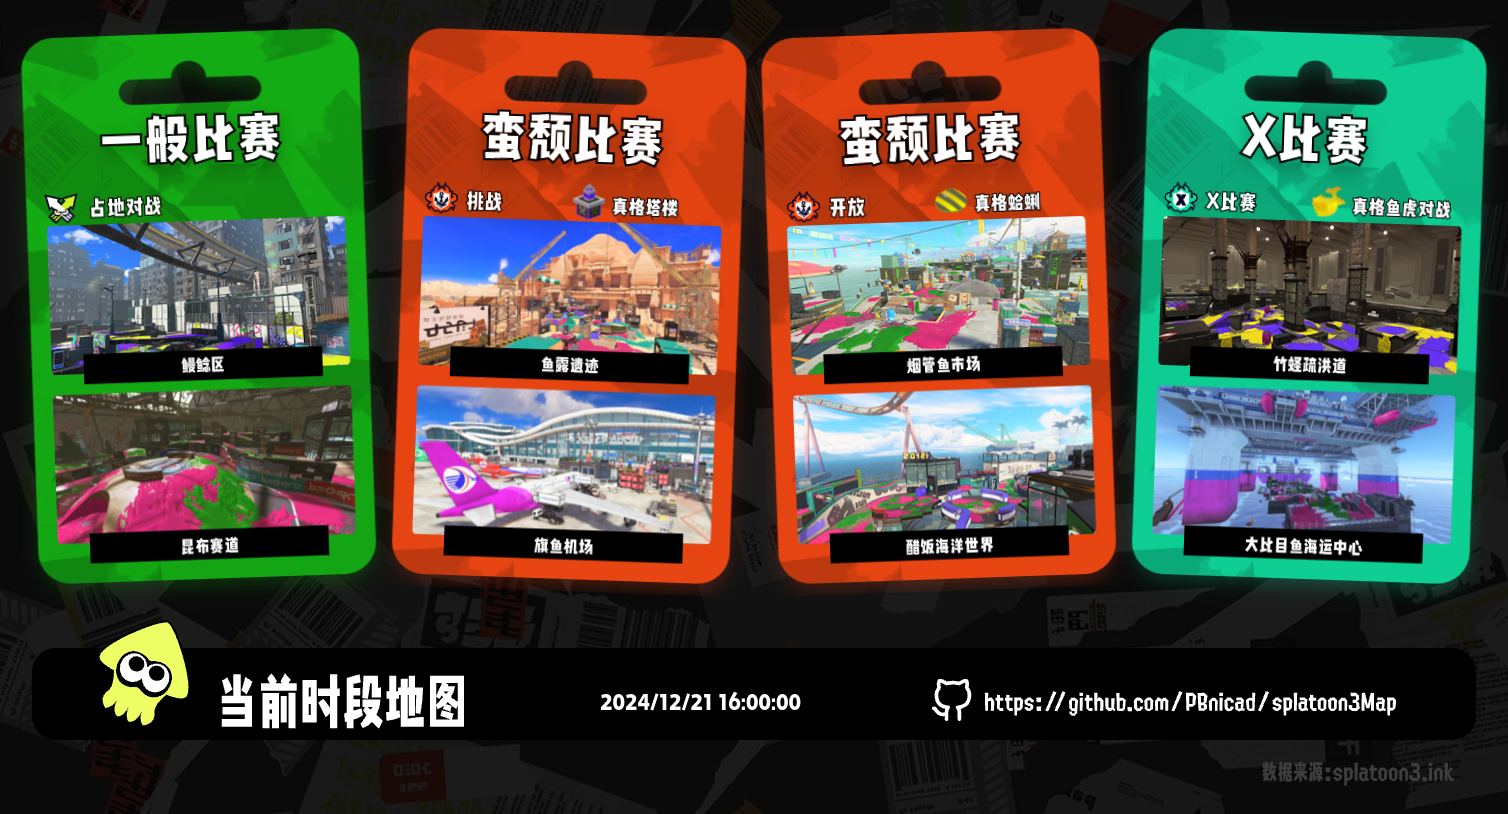 一般比赛
占地对战
鳗鲶区
昆布赛道
蛮颓比赛
挑战
真格塔楼
鱼露遗迹
旗鱼机场
蛮颓比赛
开放
真格蛤蜊
烟管鱼市场
醋饭海洋世界
X比赛
X比赛
真格鱼虎对战
竹蛏疏洪道
大比目鱼海运中心
当前时段地图
2024/12/21 16:00:00
https://github.com/PBnicad/splatoon3Map
数据来源:splatoon3.ink